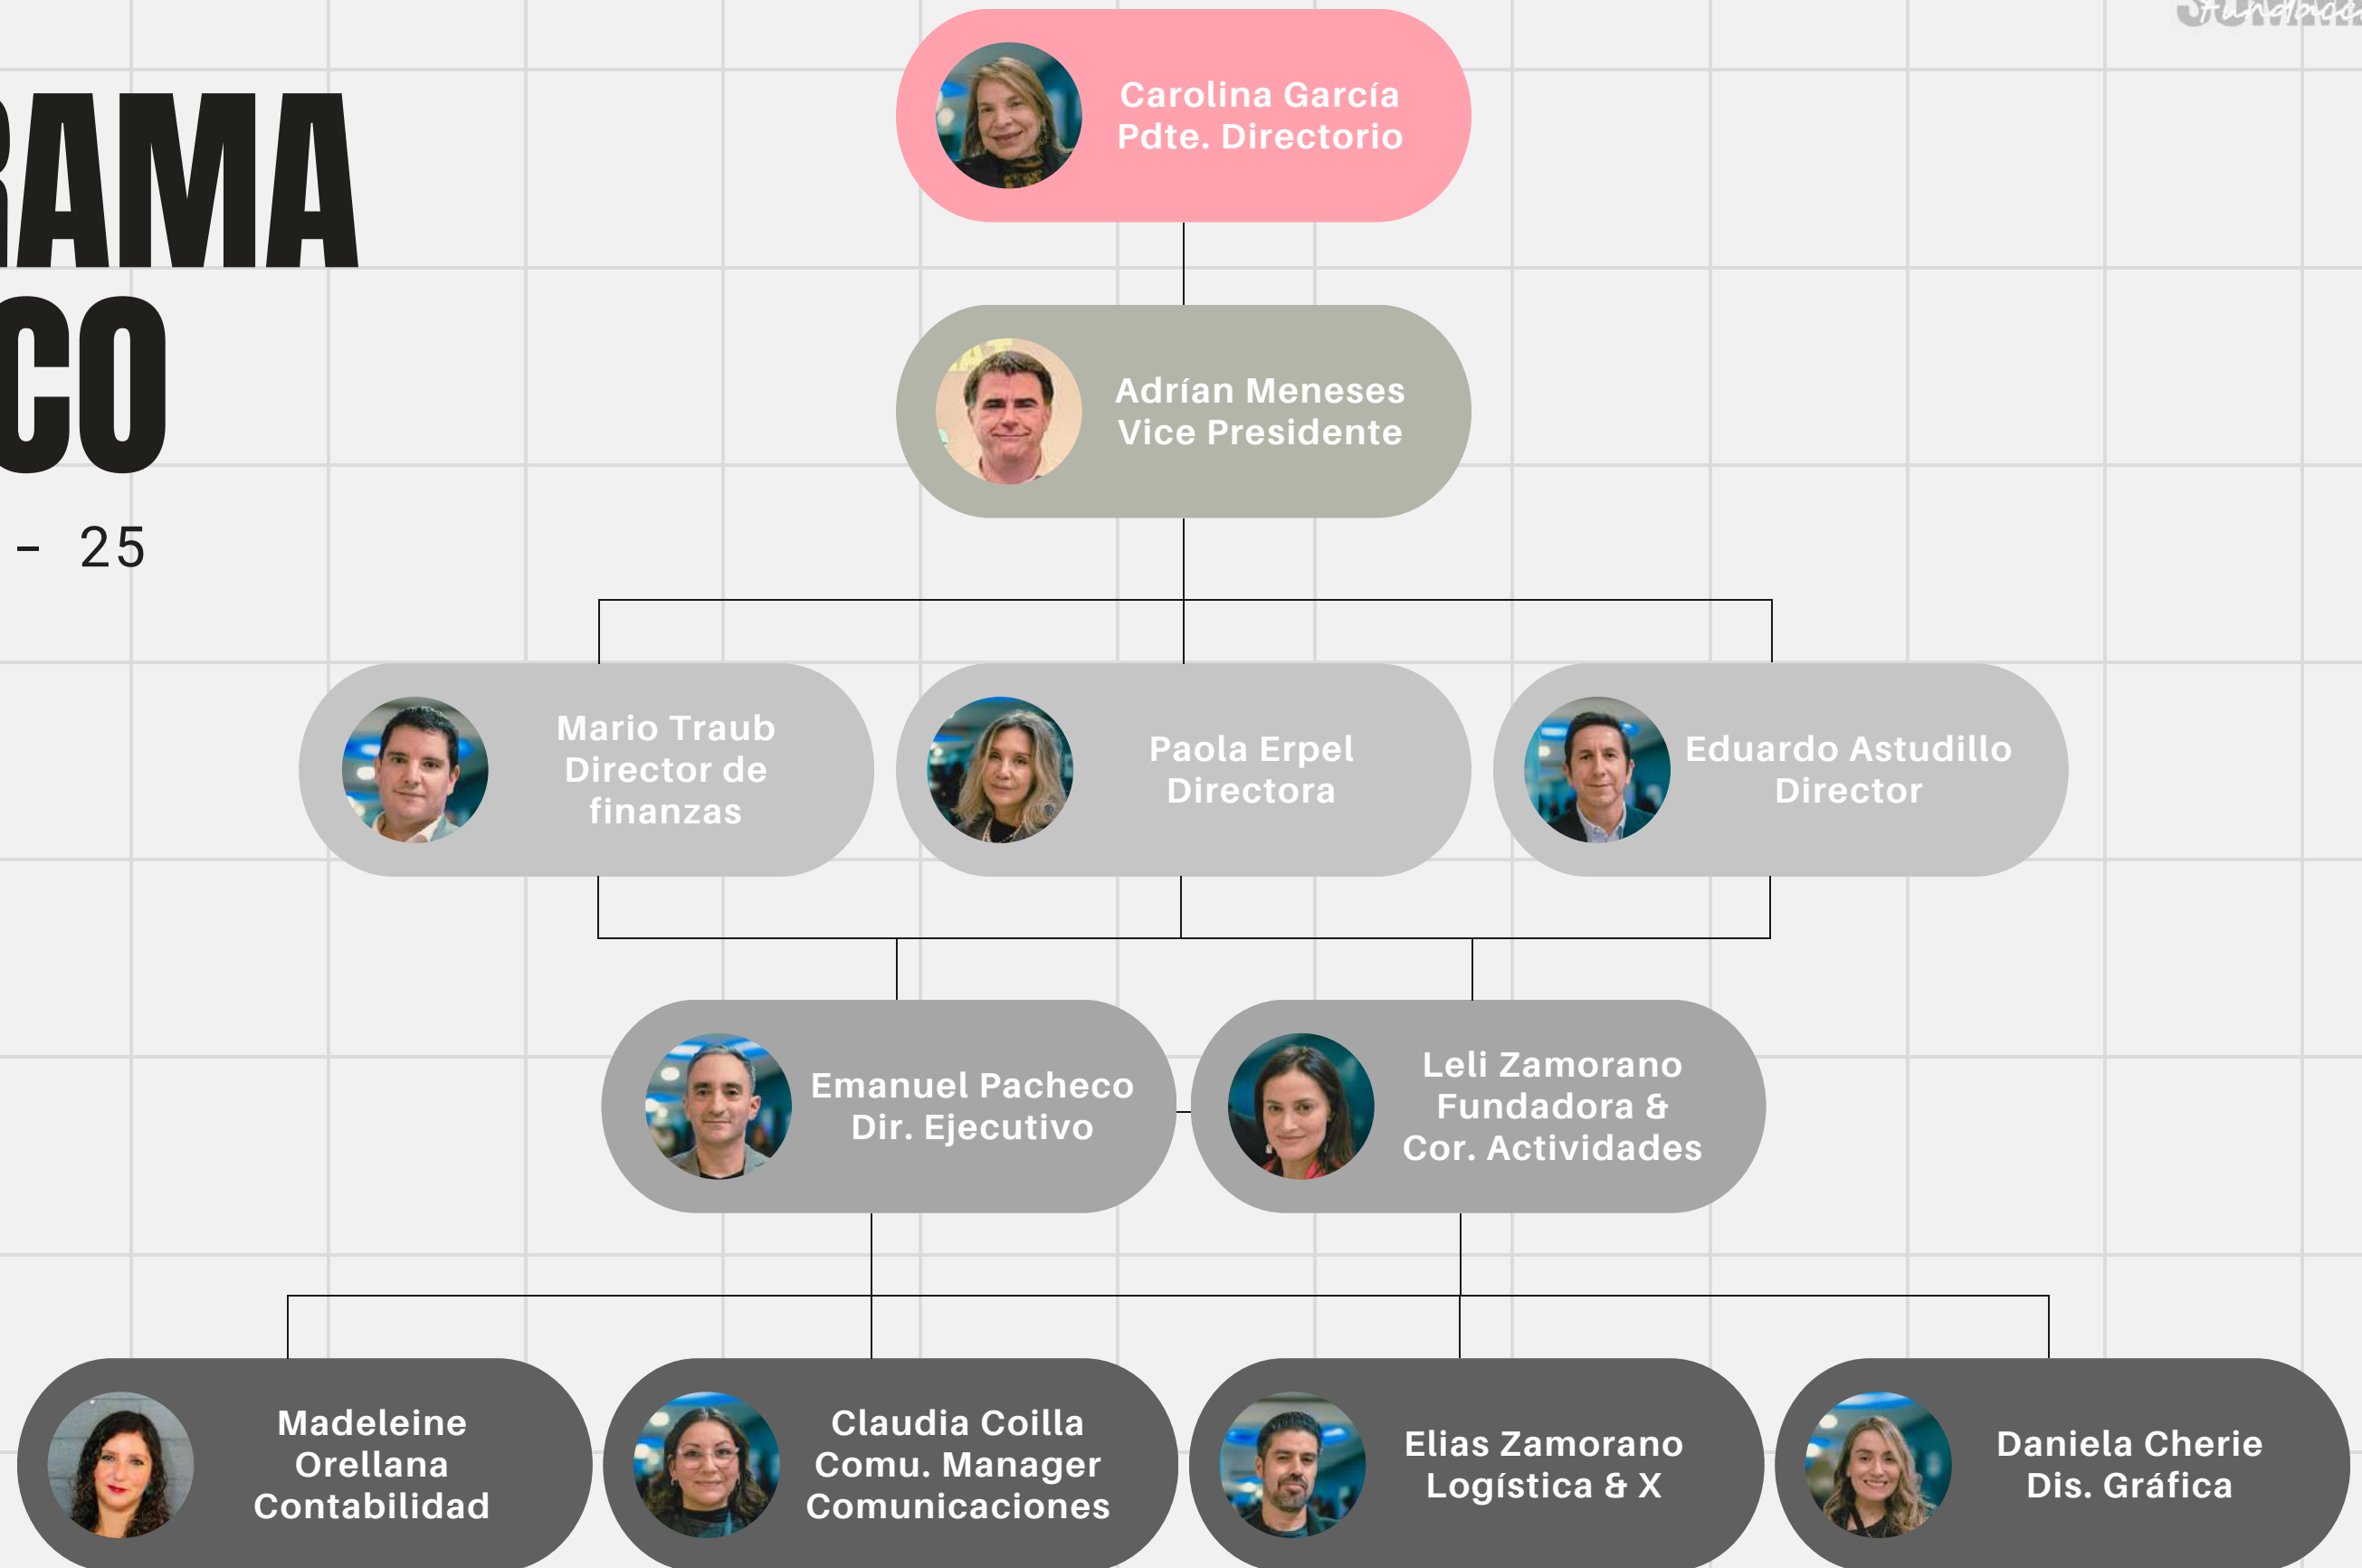 RAMA
CO
- 25
Carolina García
Pdte. Directorio
Adrían Meneses
Vice Presidente
Mario Traub
Director de
finanzas
Paola Erpel
Directora
Eduardo Astudillo
Director
Emanuel Pacheco
Dir. Ejecutivo
Leli Zamorano
Fundadora &
Cor. Actividades
Madeleine
Orellana
Contabilidad
Claudia Coilla
Comu. Manager
Comunicaciones
Elias Zamorano
Logística & X
Daniela Cherie
Dis. Gráfica